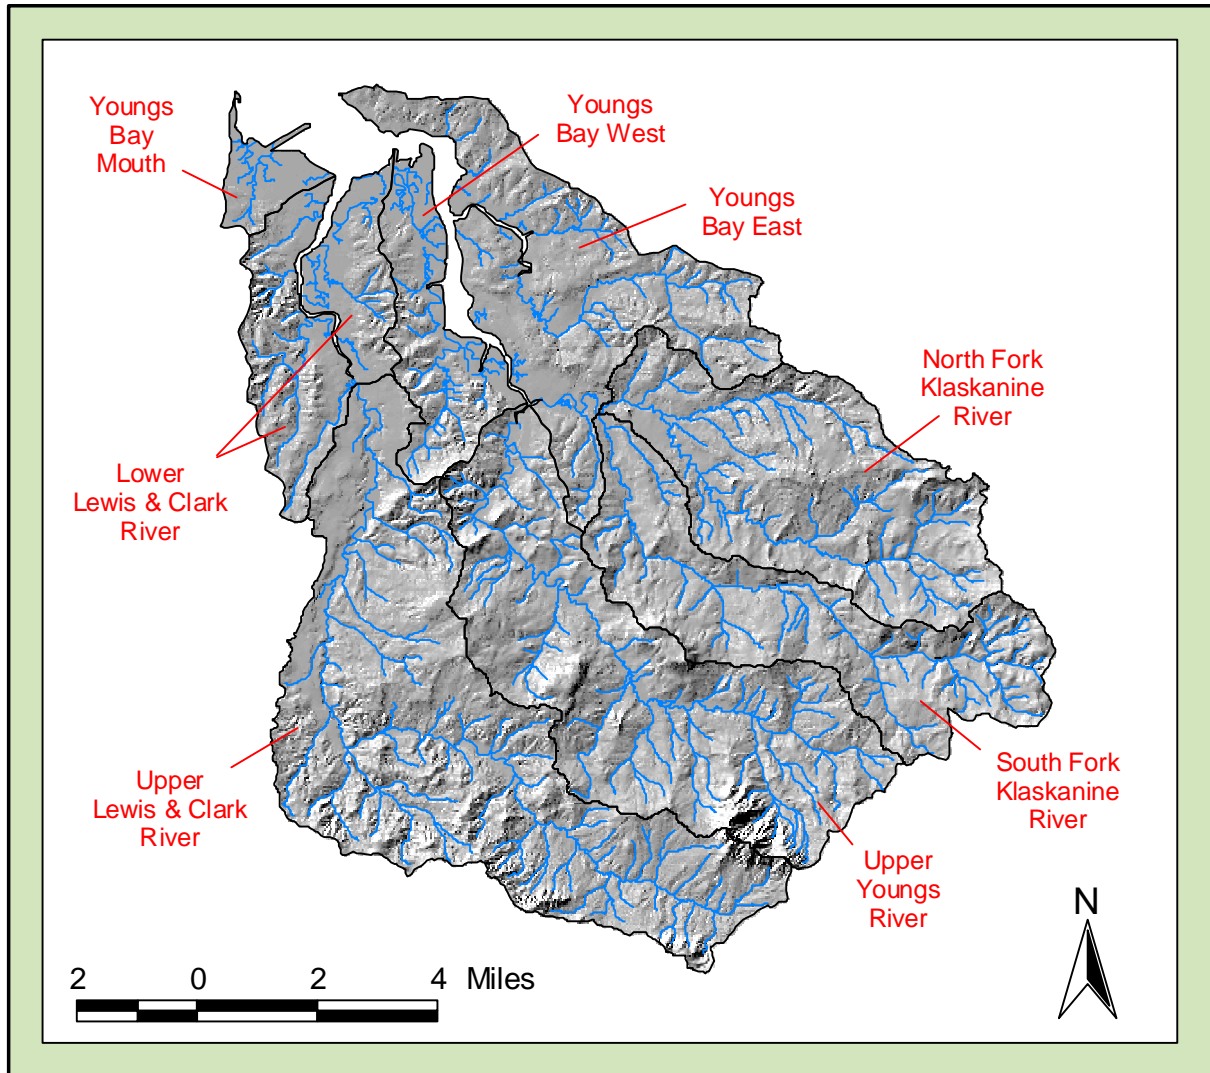 Youngs
Bay
Mouth
Youngs
Bay West
Youngs
Bay East
North Fork
Klaskanine
River
Lower
Lewis & Clark
River
Upper
Lewis & Clark
River
South Fork
Klaskanine
River
Upper
Youngs
River
N
2 0 2 4 Miles